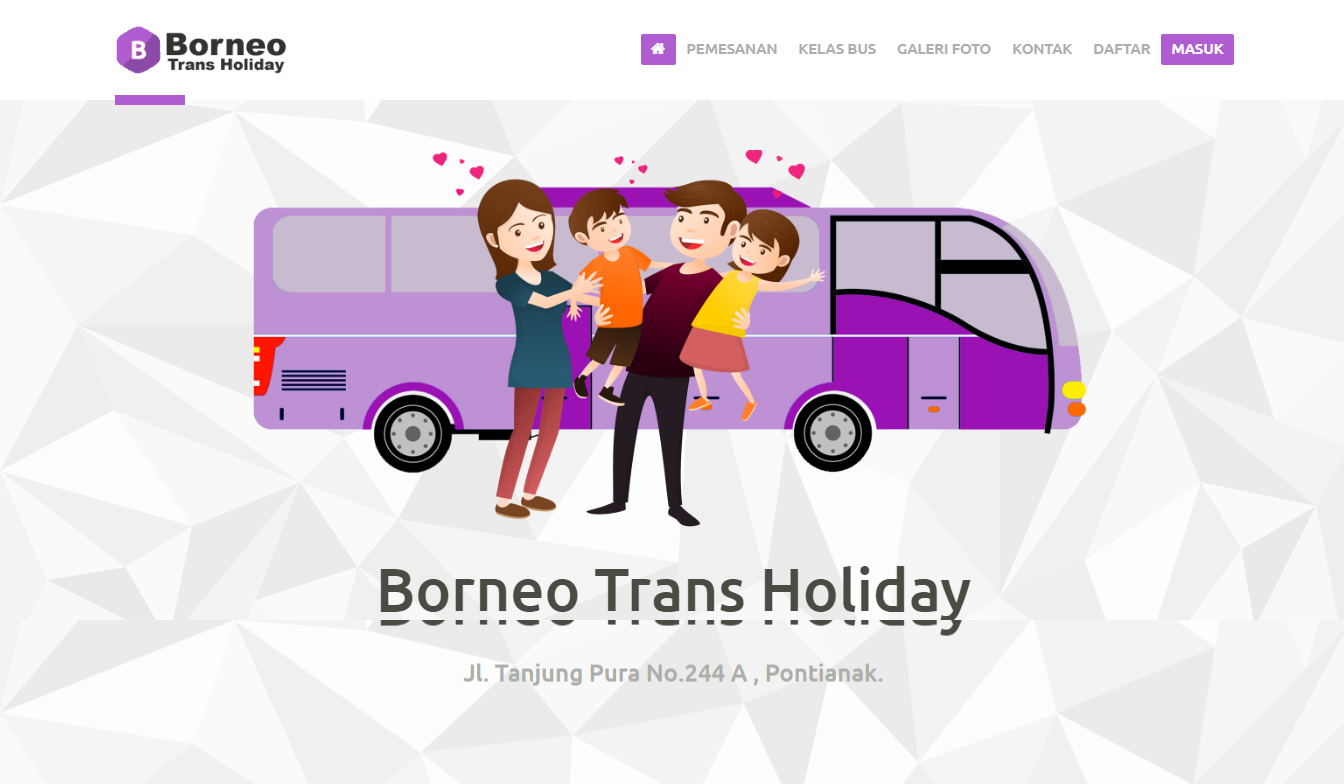 B Borneo
Trans Holiday
PEMESANAN KELAS BUS GALERI FOTO KONTAK DAFTAR MASUK
Borneo Trans Holiday
Jl. Tanjung Pura No.244 A , Pontianak.